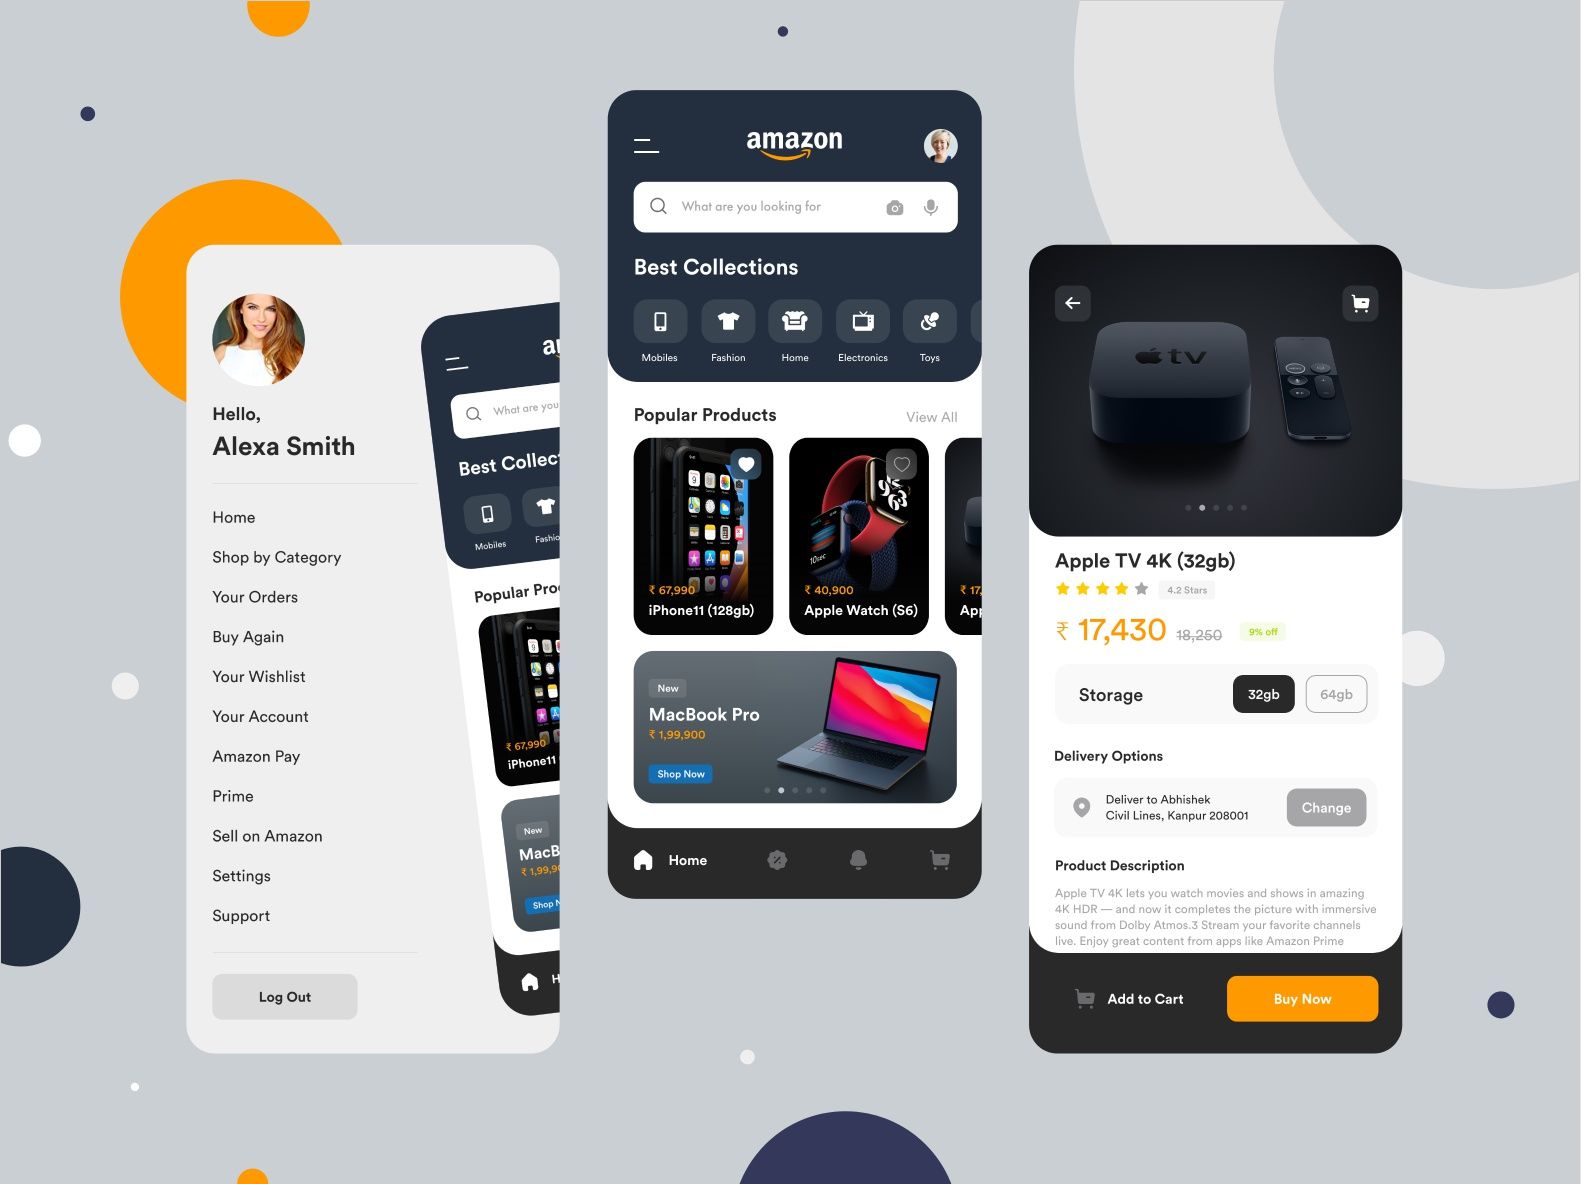 Hello,
Alexa Smith
Home
Shop by Category
Your Orders
Buy Again
Your Wishlist
Your Account
Amazon Pay
Prime
Sell on Amazon
Settings
Support
Log Out
What are you
Best Collec
Mobiles
Fashio
Popular Pro
₹ 67,990
iPhone11
New
MacB
₹ 1,99,9
Shop N
H
amazon
What are you looking for
Best Collections
Mobiles Fashion Home Electronics Toys
Popular Products View All
₹ 67,990 ₹ 40,900 ₹ 17,
iPhone11 (128gb) Apple Watch (S6) App
New
MacBook Pro
₹ 1,99,900
Shop Now
Home
tv
Apple TV 4K (32gb)
4.2 Stars
₹ 17,430 18,250 9% off
Storage 32gb 64gb
Delivery Options
Deliver to Abhishek
Civil Lines, Kanpur 208001
Change
Product Description
Apple TV 4K lets you watch movies and shows in amazing
4K HDR — and now it completes the picture with immersive
sound from Dolby Atmos.3 Stream your favorite channels
live. Enjoy great content from apps like Amazon Prime
Add to Cart Buy Now